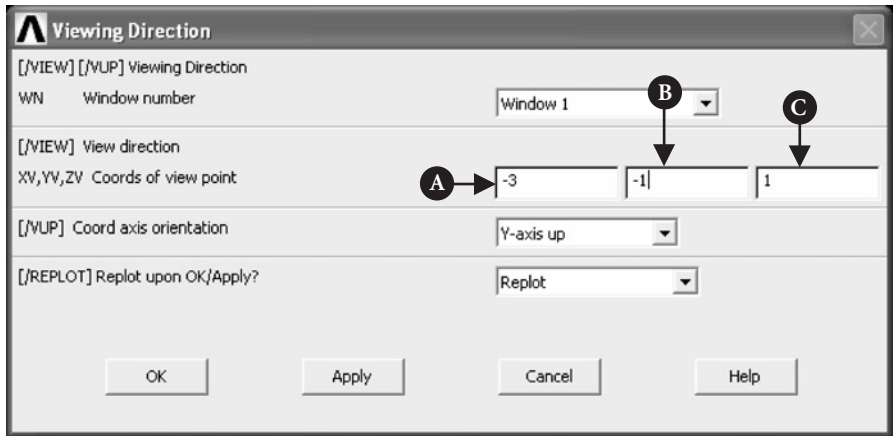 Viewing Direction
[/VIEW] [/VUP] Viewing Direction
WN Window number Window 1
B
C
[/VIEW] View direction
XV,YV,ZV Coords of view point A -3 -1 1
[/VUP] Coord axis orientation Y-axis up
[/REPLOT] Replot upon OK/Apply? Replot
OK Apply Cancel Help